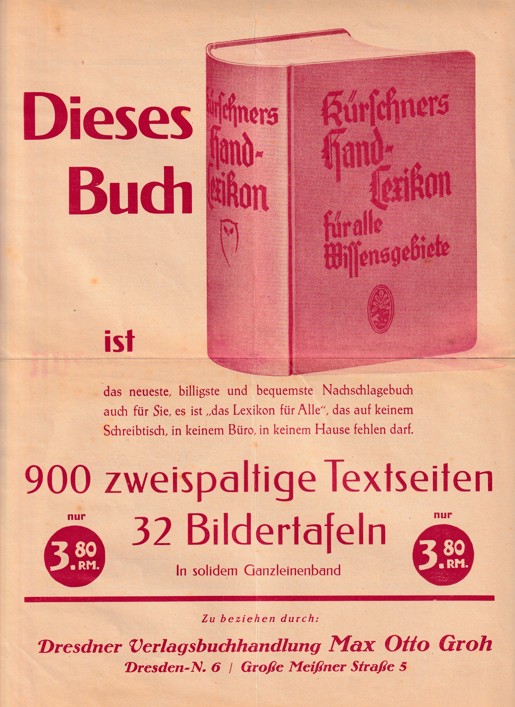 Dieses
Buch
Kürschners
Hand-
Lexikon
Kürschners
Hand-
Lexikon
für alle
Wissensgebiete
ist
das neueste, billigste und bequemste Nachschlagebuch
auch für Sie, es ist „das Lexikon für Alle“, das auf keinem
Schreibtisch, in keinem Büro, in keinem Hause fehlen darf.
900 zweispaltige Textseiten
32 Bildertafeln
nur
3.80
RM.
nur
3.80
RM.
In solidem Ganzleinenband
Zu beziehen durch:
Dresdner Verlagsbuchhandlung Max Otto Groh
Dresden-N. 6 / Große Meißner Straße 5